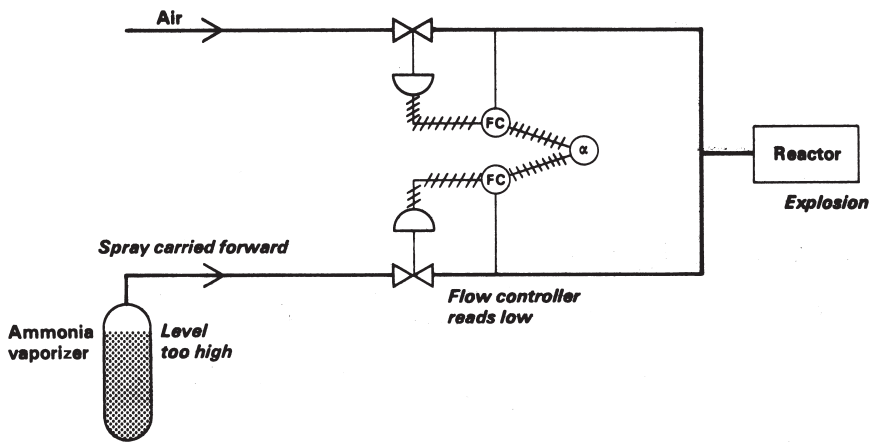 Air
FC
α
FC
Reactor
Explosion
Spray carried forward
Flow controller
reads low
Ammonia
vaporizer
Level
too high